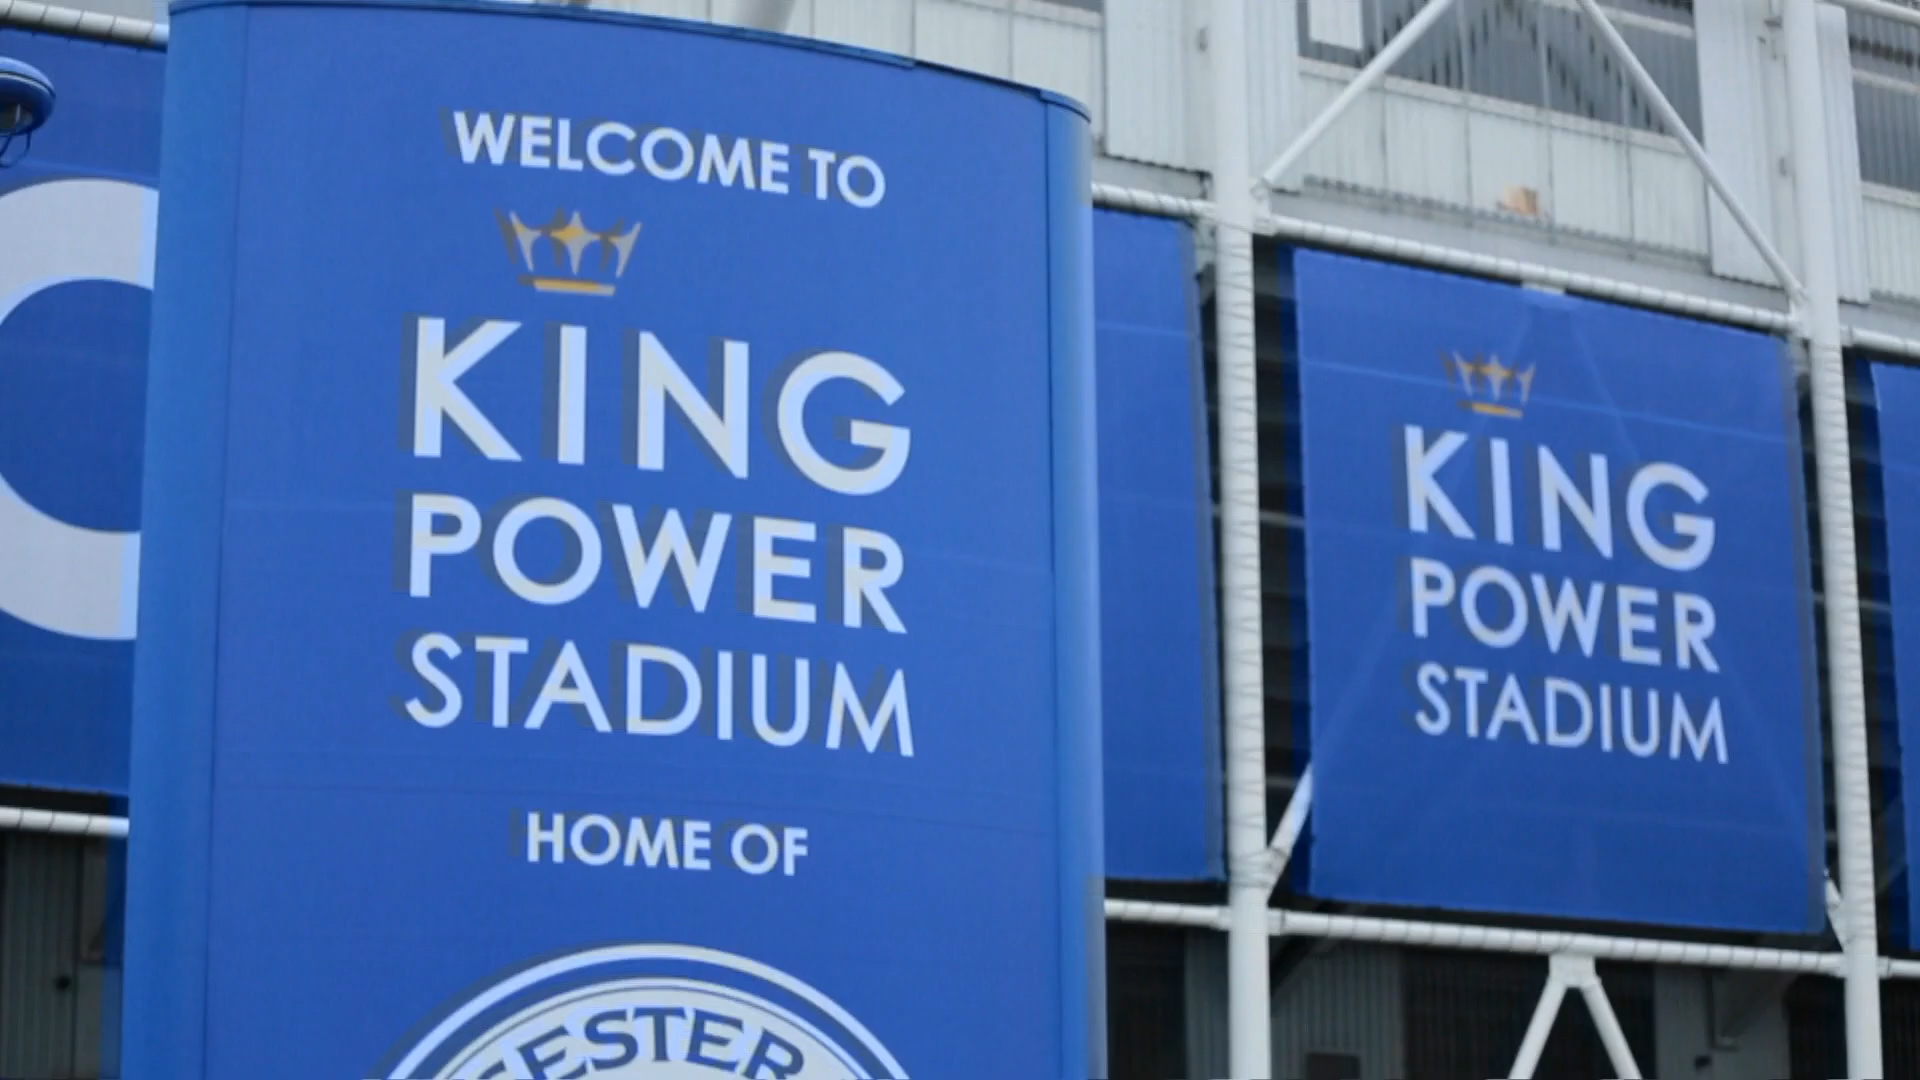 WELCOME TO
KING
POWER
STADIUM
HOME OF
KING
POWER
STADIUM